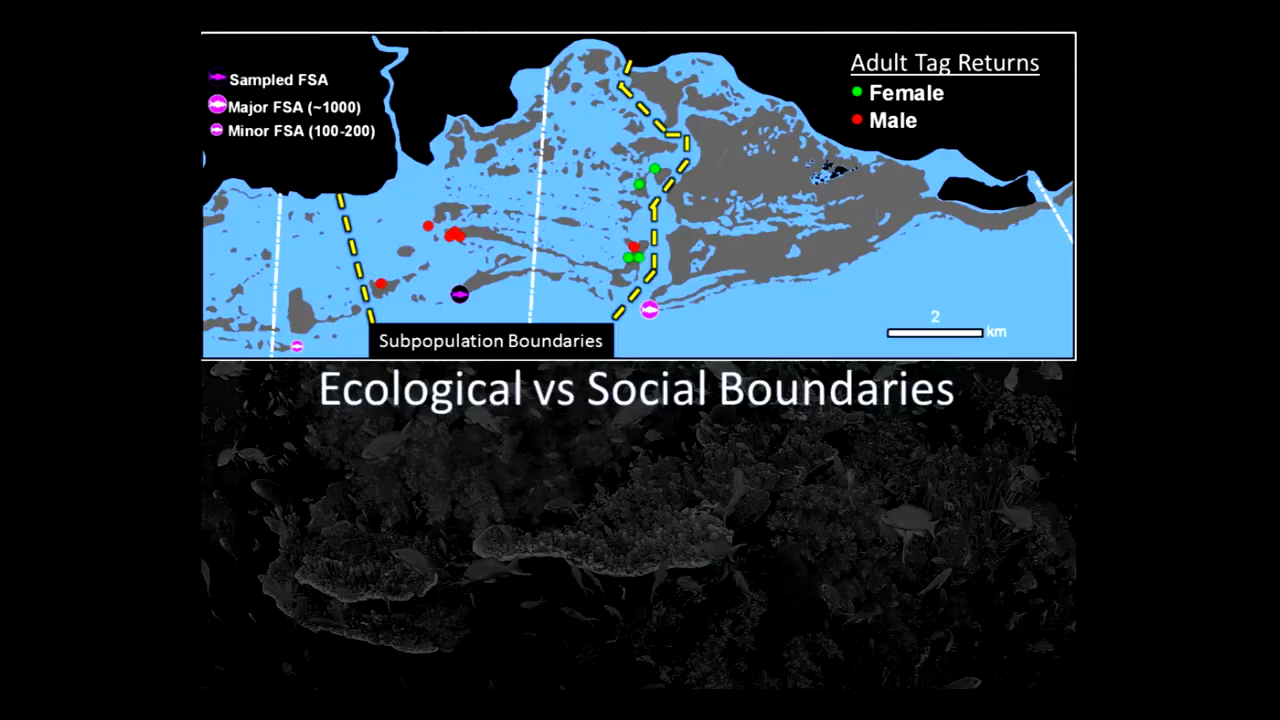 Sampled FSA
Major FSA (~1000)
Minor FSA (100-200)
Adult Tag Returns
Female
Male
2
km
Subpopulation Boundaries
Ecological vs Social Boundaries